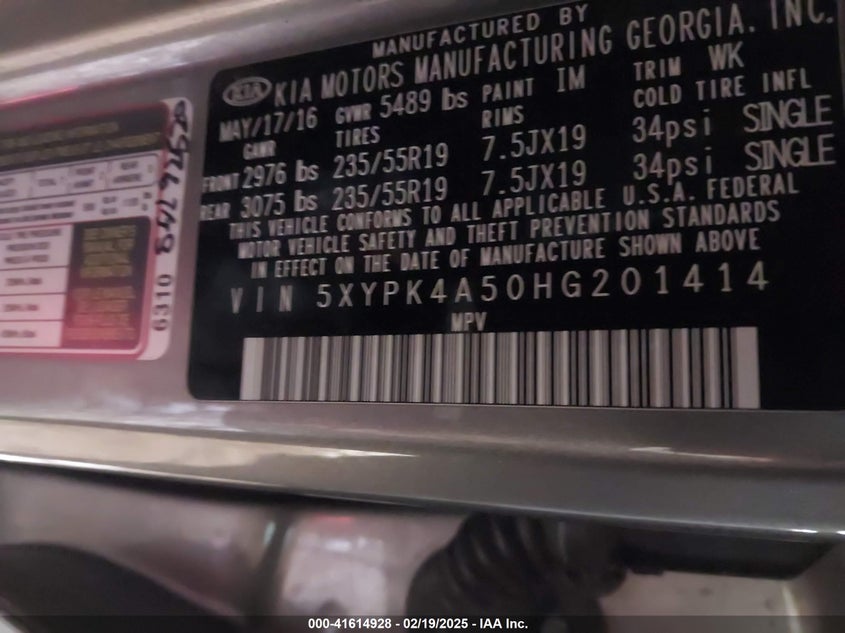 MANUFACTURED BY
KIA KIA MOTORS MANUFACTURING GEORGIA. INC.
MAY/17/16 GVWR 5489 lbs PAINT IM TRIM WK
GAWR TIRES RIMS COLD TIRE INFL
FRONT 2976 lbs 235/55R19 7.5JX19 34psi SINGLE
REAR 3075 lbs 235/55R19 7.5JX19 34psi SINGLE
THIS VEHICLE CONFORMS TO ALL APPLICABLE U.S.A. FEDERAL
MOTOR VEHICLE SAFETY AND THEFT PREVENTION STANDARDS
IN EFFECT ON THE DATE OF MANUFACTURE SHOWN ABOVE
VIN 5XYPK4A50HG201414
MPV
6310
000-41614928 - 02/19/2025 - IAA Inc.